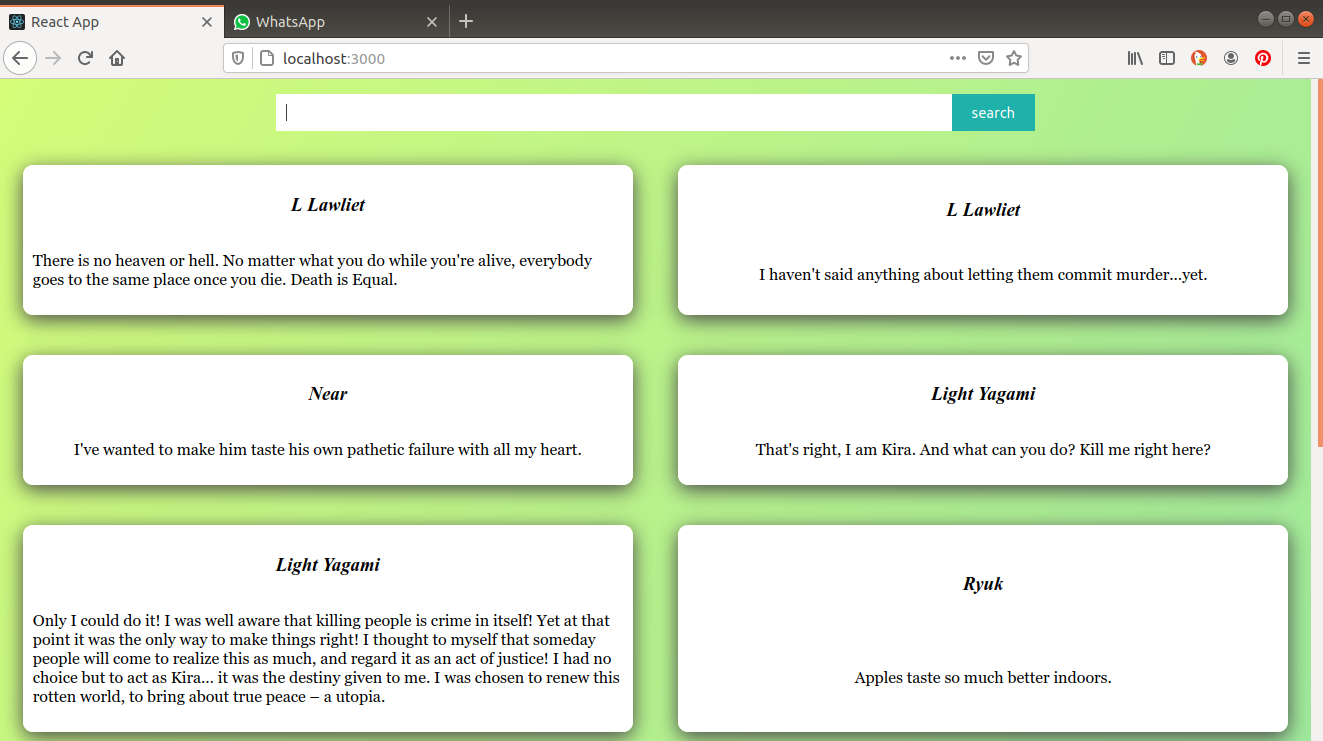 React App
WhatsApp
localhost:3000
search
L Lawliet
There is no heaven or hell. No matter what you do while you're alive, everybody
goes to the same place once you die. Death is Equal.
L Lawliet
I haven't said anything about letting them commit murder...yet.
Near
I've wanted to make him taste his own pathetic failure with all my heart.
Light Yagami
That's right, I am Kira. And what can you do? Kill me right here?
Light Yagami
Only I could do it! I was well aware that killing people is crime in itself! Yet at that
point it was the only way to make things right! I thought to myself that someday
people will come to realize this as much, and regard it as an act of justice! I had no
choice but to act as Kira... it was the destiny given to me. I was chosen to renew this
rotten world, to bring about true peace – a utopia.
Ryuk
Apples taste so much better indoors.